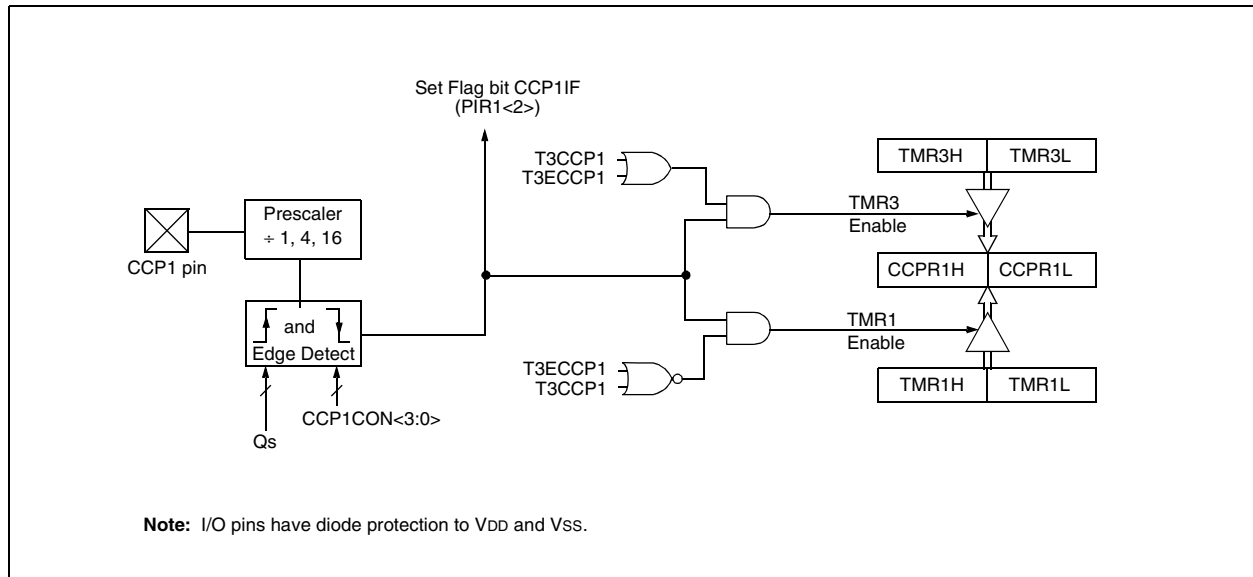 Set Flag bit CCP1IF
(PIR1<2>)
T3CCP1
T3ECCP1
TMR3H TMR3L
Prescaler
÷ 1, 4, 16
TMR3
Enable
CCP1 pin
CCPR1H CCPR1L
and
Edge Detect
TMR1
Enable
T3ECCP1
T3CCP1
TMR1H TMR1L
CCP1CON<3:0>
Qs
Note: I/O pins have diode protection to VDD and VSS.